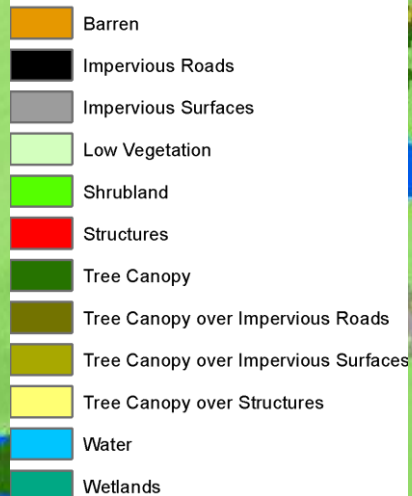 Barren
Impervious Roads
Impervious Surfaces
Low Vegetation
Shrubland
Structures
Tree Canopy
Tree Canopy over Impervious Roads
Tree Canopy over Impervious Surfaces
Tree Canopy over Structures
Water
Wetlands